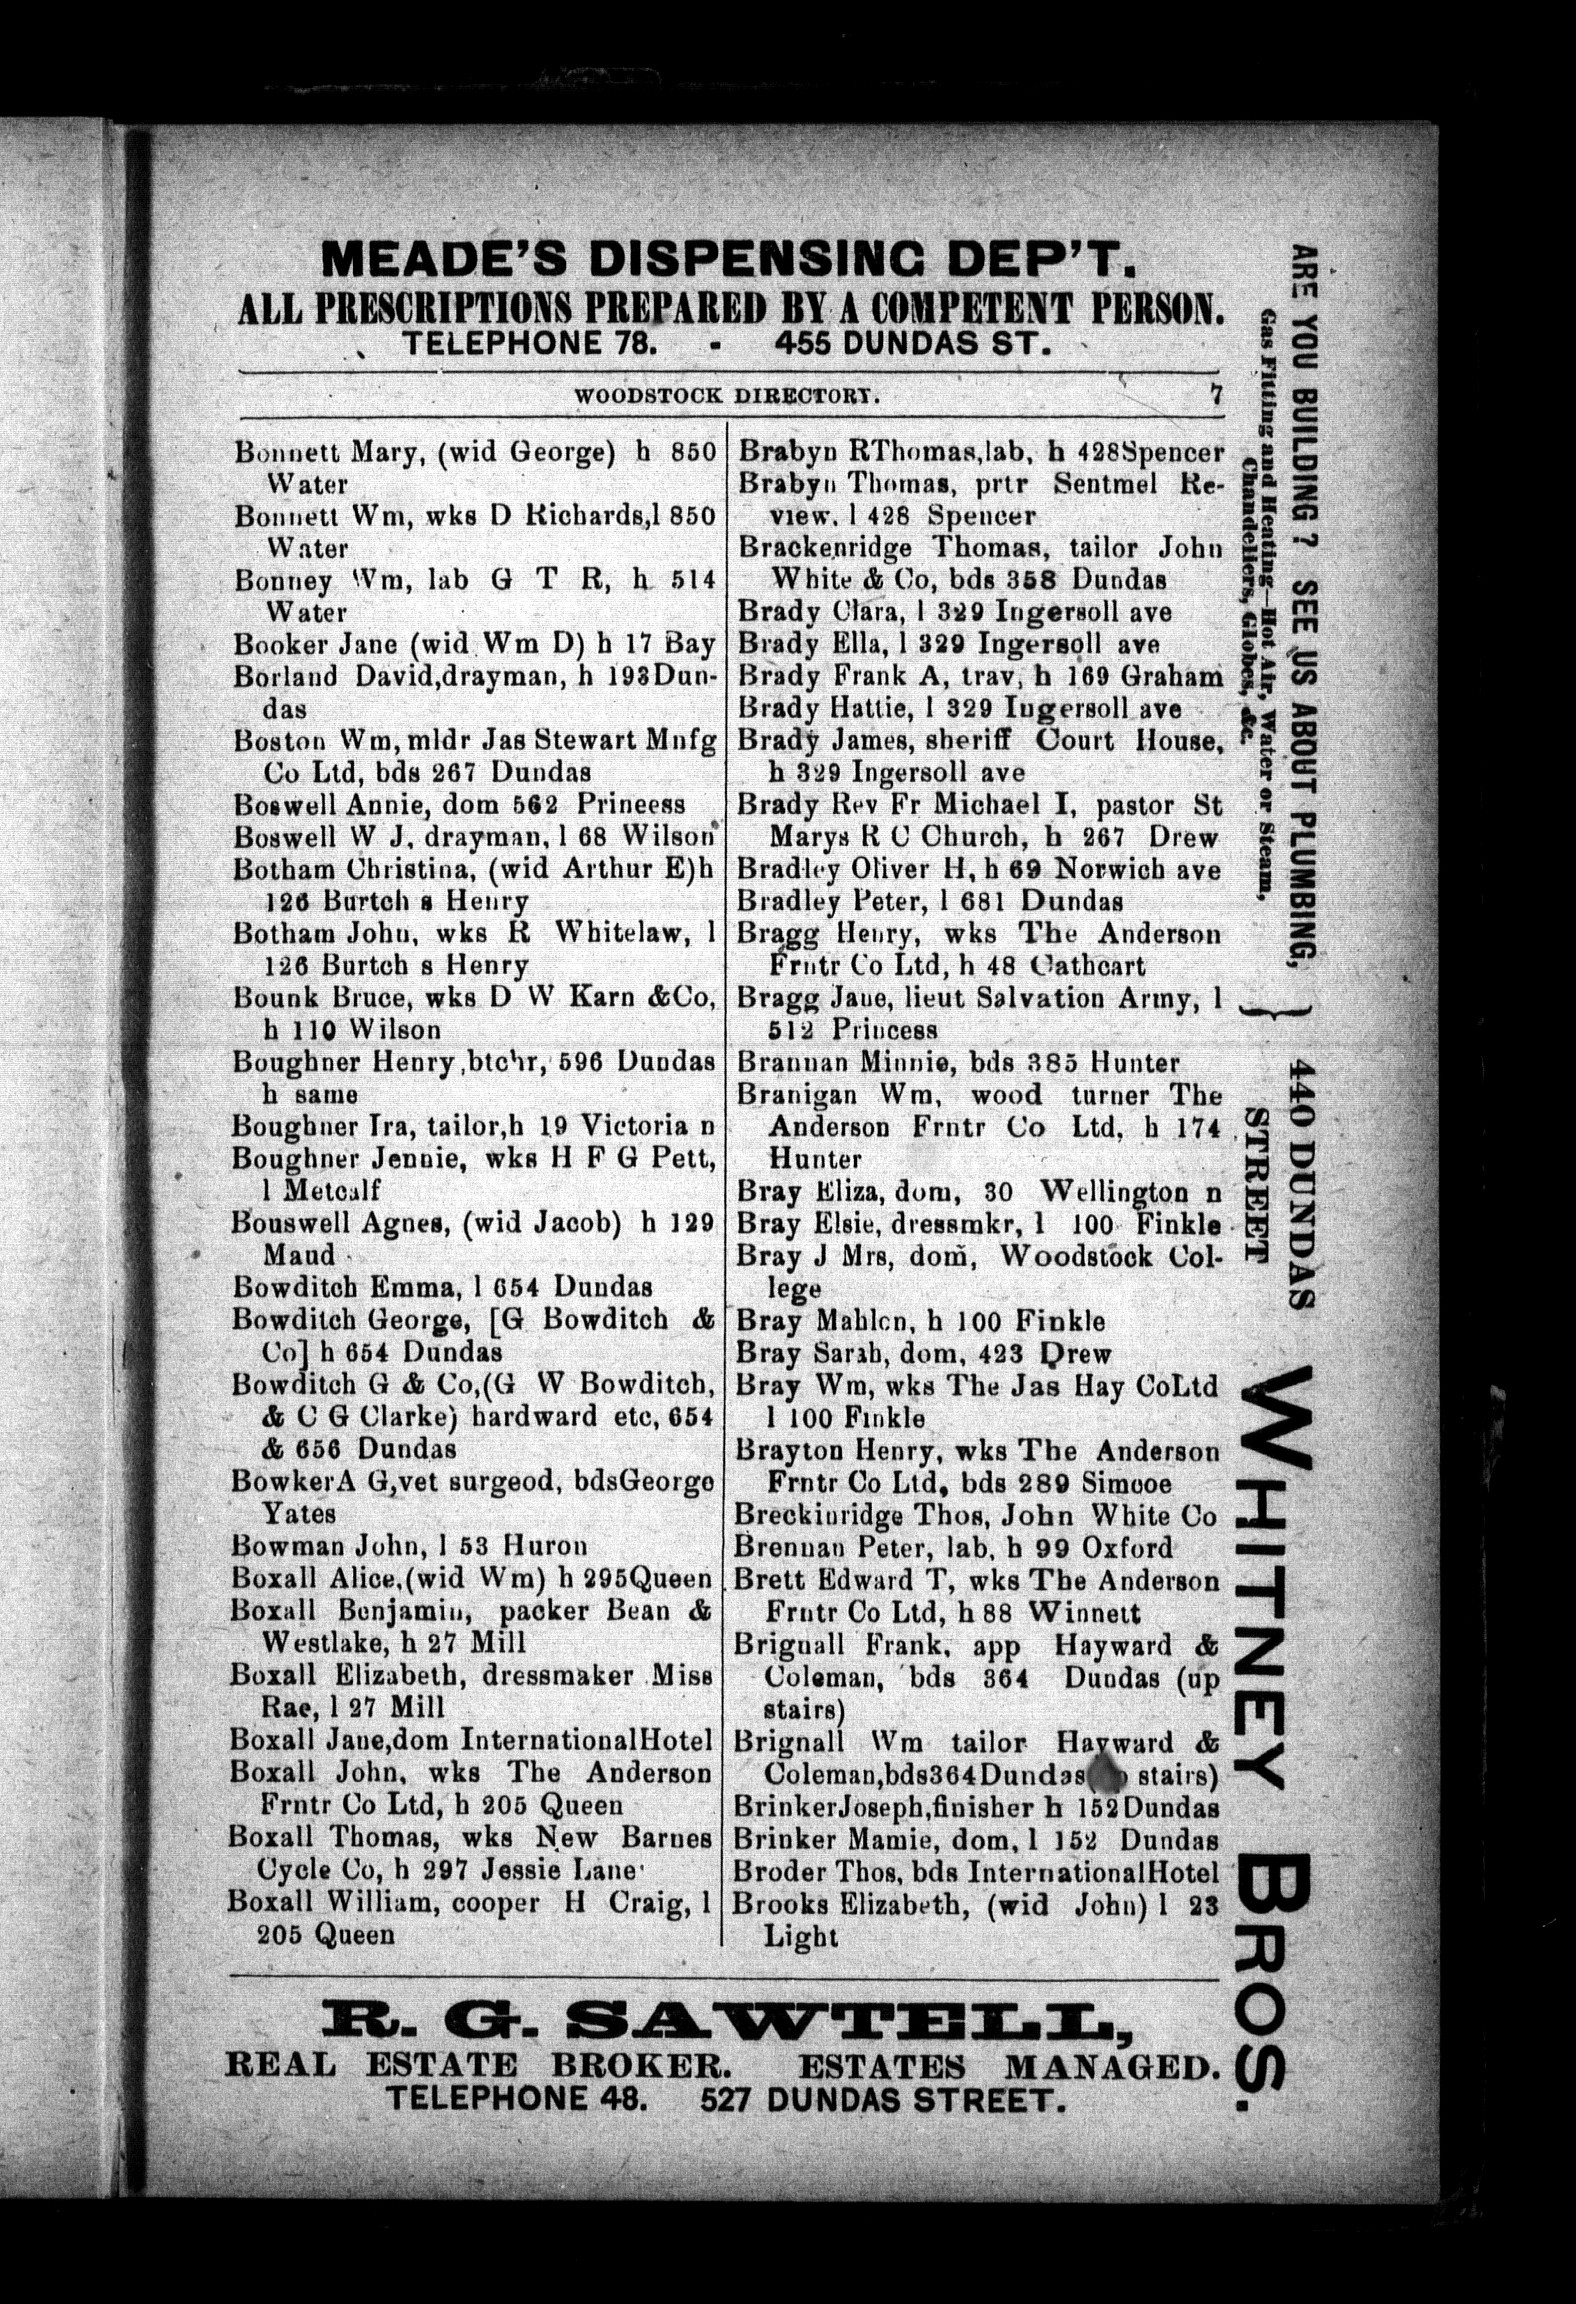 MEADE'S DISPENSING DEP'T.
ALL PRESCRIPTIONS PREPARED BY A COMPETENT PERSON.
TELEPHONE 78. - 455 DUNDAS ST.
WOODSTOCK DIRECTORY. 7
Bonnett Mary, (wid George) h 850
Water
Bonnett Wm, wks D Richards,l 850
Water
Bonney Wm, lab G T R, h 514
Water
Booker Jane (wid Wm D) h 17 Bay
Borland David,drayman, h 193Dun-
das
Boston Wm, mldr Jas Stewart Mnfg
Co Ltd, bds 267 Dundas
Boswell Annie, dom 562 Prineess
Boswell W J, drayman, l 68 Wilson
Botham Christina, (wid Arthur E)h
126 Burtch s Henry
Botham John, wks R Whitelaw, l
126 Burtch s Henry
Bounk Bruce, wks D W Karn &Co,
h 110 Wilson
Boughner Henry,btchr, 596 Dundas
h same
Boughner Ira, tailor,h 19 Victoria n
Boughner Jennie, wks H F G Pett,
l Metcalf
Bouswell Agnes, (wid Jacob) h 129
Maud
Bowditch Emma, l 654 Dundas
Bowditch George, [G Bowditch &
Co] h 654 Dundas
Bowditch G & Co,(G W Bowditch,
& C G Clarke) hardward etc, 654
& 656 Dundas
BowkerA G,vet surgeod, bdsGeorge
Yates
Bowman John, l 53 Huron
Boxall Alice,(wid Wm) h 295Queen
Boxall Benjamin, packer Bean &
Westlake, h 27 Mill
Boxall Elizabeth, dressmaker Miss
Rae, l 27 Mill
Boxall Jane,dom InternationalHotel
Boxall John, wks The Anderson
Frntr Co Ltd, h 205 Queen
Boxall Thomas, wks New Barnes
Cycle Co, h 297 Jessie Lane
Boxall William, cooper H Craig, l
205 Queen
Brabyn RThomas,lab, h 428Spencer
Brabyn Thomas, prtr Sentinel Re-
view, l 428 Spencer
Brackenridge Thomas, tailor John
White & Co, bds 358 Dundas
Brady Clara, l 329 Ingersoll ave
Brady Ella, l 329 Ingersoll ave
Brady Frank A, trav, h 169 Graham
Brady Hattie, l 329 Ingersoll ave
Brady James, sheriff Court House,
h 329 Ingersoll ave
Brady Rev Fr Michael I, pastor St
Marys R C Church, h 267 Drew
Bradley Oliver H, h 69 Norwich ave
Bradley Peter, l 681 Dundas
Bragg Henry, wks The Anderson
Frntr Co Ltd, h 48 Cathcart
Bragg Jane, lieut Salvation Army, l
512 Princess
Brannan Minnie, bds 385 Hunter
Branigan Wm, wood turner The
Anderson Frntr Co Ltd, h 174
Hunter
Bray Eliza, dom, 30 Wellington n
Bray Elsie, dressmkr, l 100 Finkle
Bray J Mrs, dom, Woodstock Col-
lege
Bray Mahlon, h 100 Finkle
Bray Sarah, dom, 423 Drew
Bray Wm, wks The Jas Hay CoLtd
l 100 Finkle
Brayton Henry, wks The Anderson
Frntr Co Ltd, bds 289 Simcoe
Breckinridge Thos, John White Co
Brennan Peter, lab, h 99 Oxford
Brett Edward T, wks The Anderson
Frntr Co Ltd, h 88 Winnett
Brignall Frank, app Hayward &
Coleman, bds 364 Dundas (up
stairs)
Brignall Wm tailor Hayward &
Coleman,bds364Dundas( stairs)
BrinkerJoseph,finisher h 152Dundas
Brinker Mamie, dom, l 152 Dundas
Broder Thos, bds InternationalHotel
Brooks Elizabeth, (wid John) l 23
Light
R. G. SAWTELL,
REAL ESTATE BROKER. ESTATES MANAGED.
TELEPHONE 48. 527 DUNDAS STREET.
ARE YOU BUILDING? SEE US ABOUT PLUMBING,
Gas Fitting and Heating—Hot Air, Water or Steam,
Chandeliers, Globes, &c.
440 DUNDAS
STREET
WHITNEY BROS.